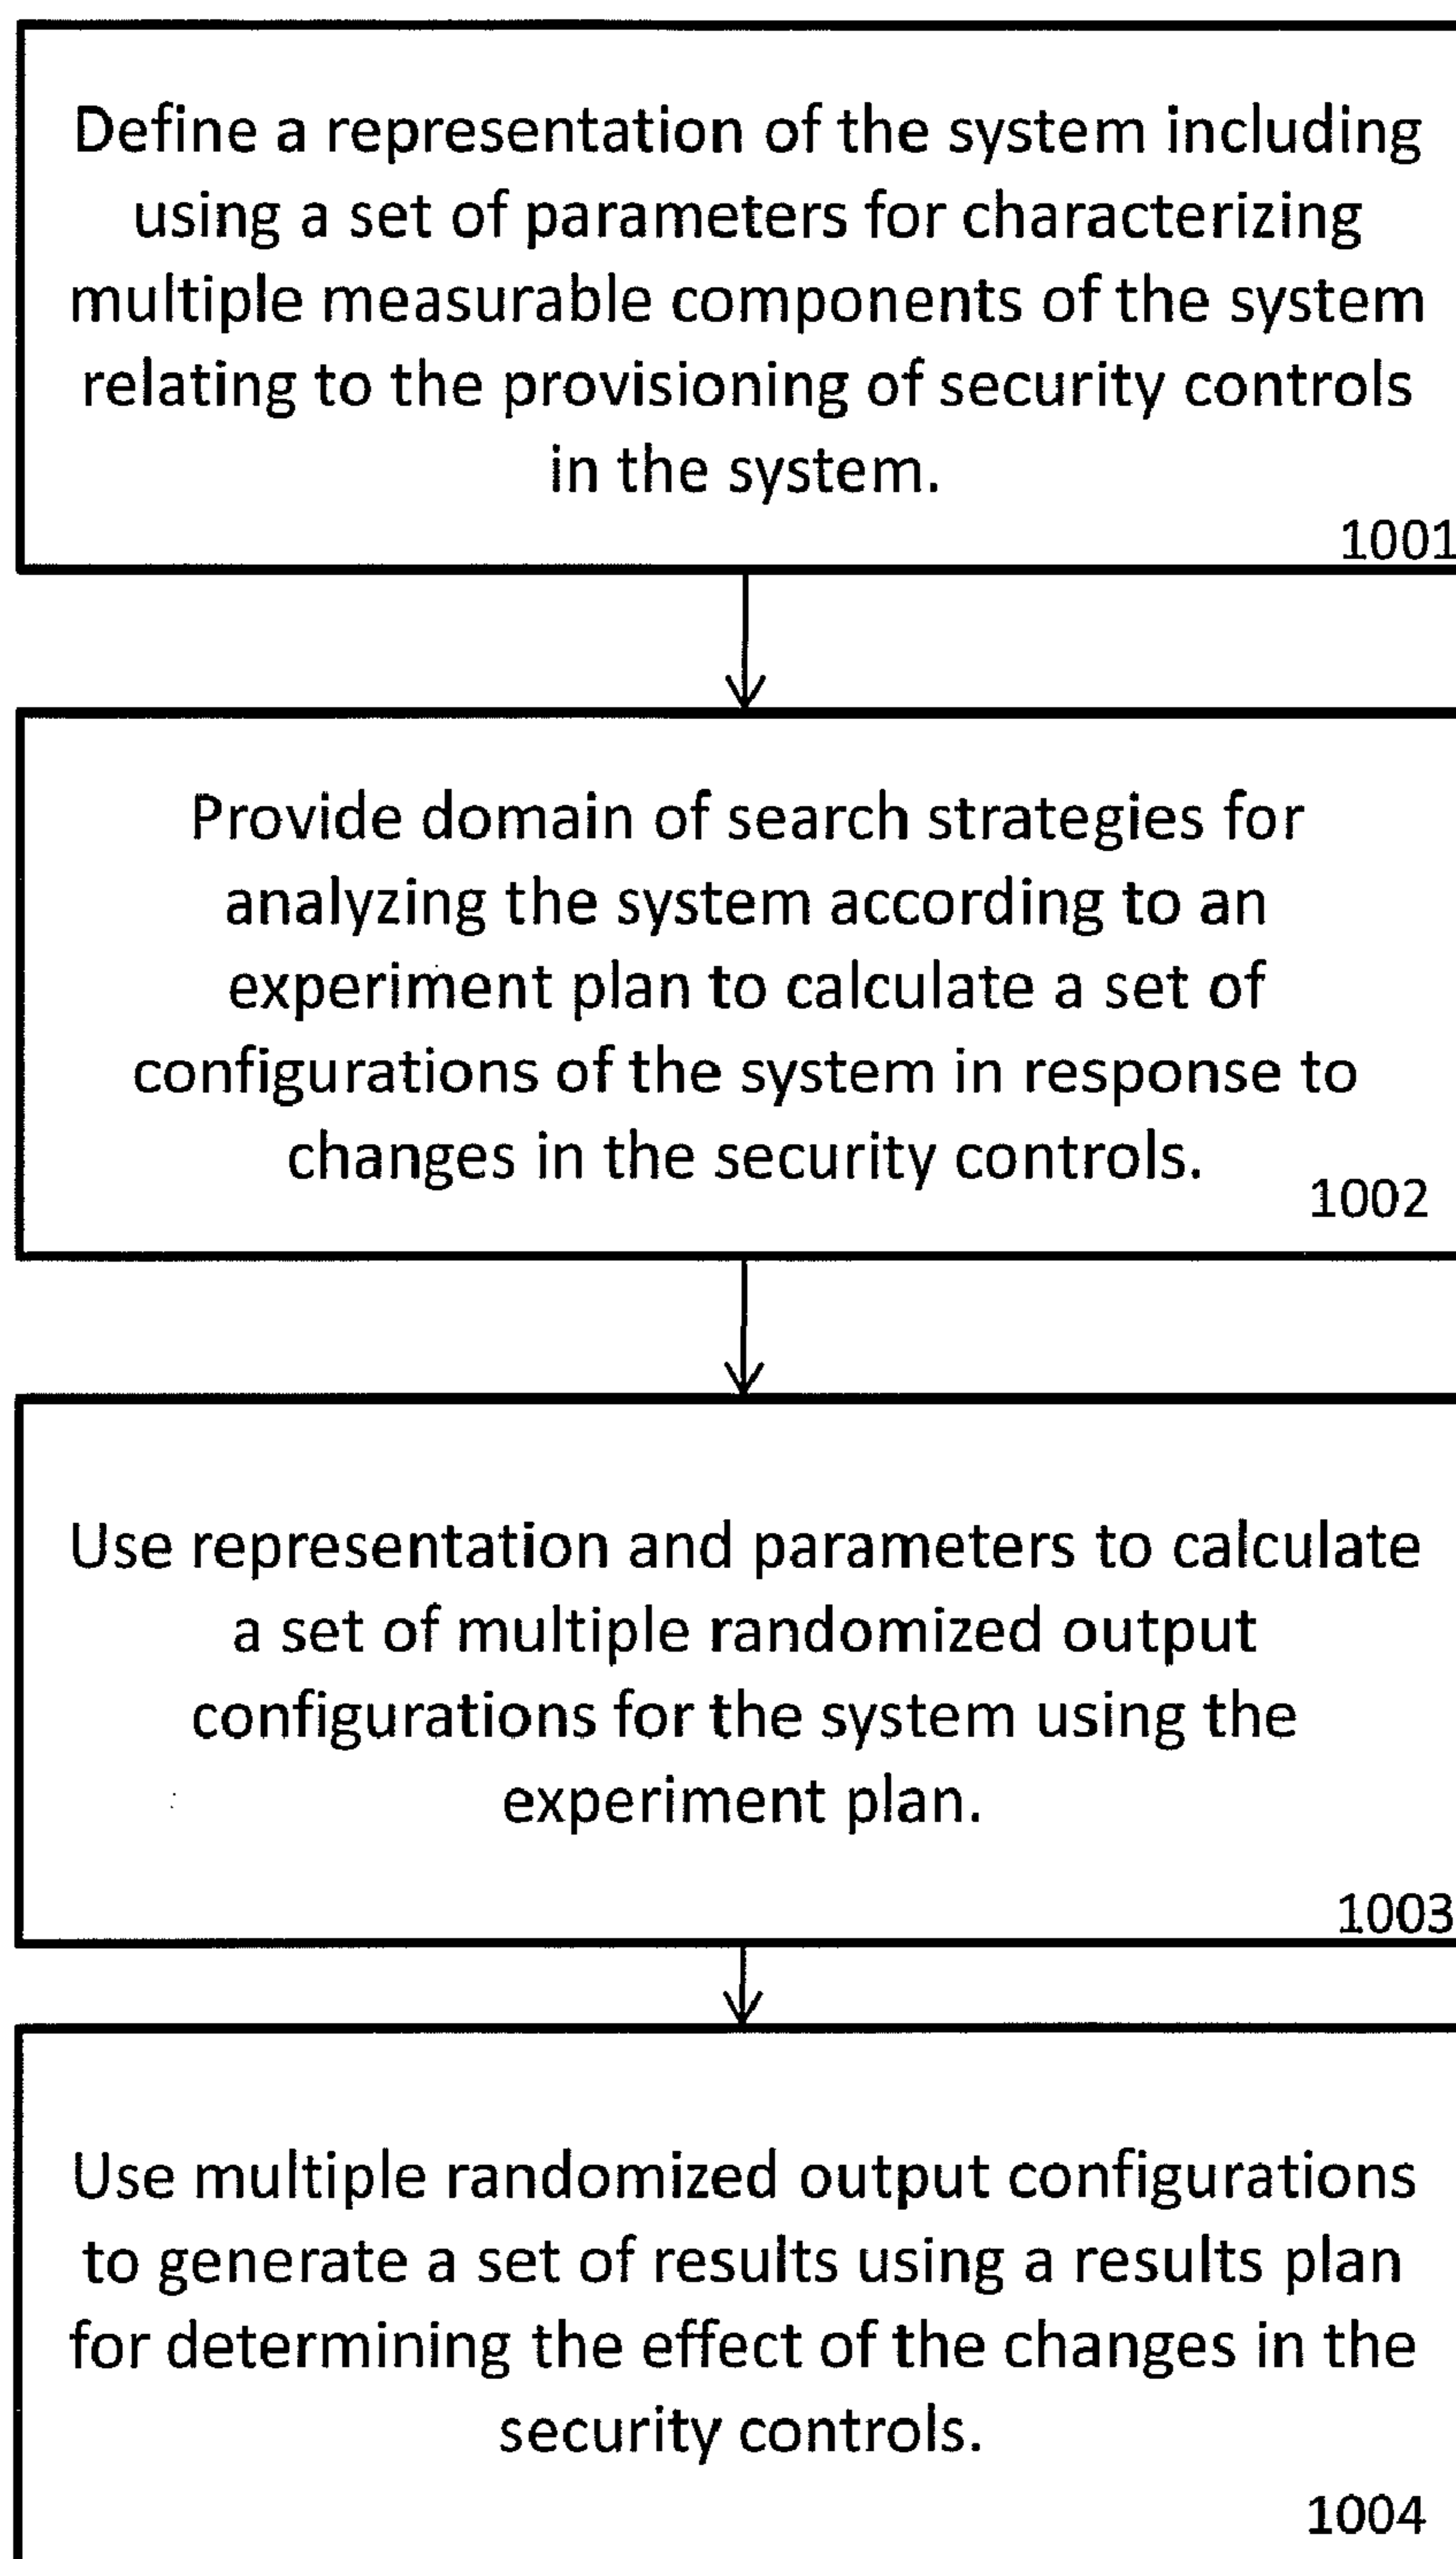 Define a representation of the system including
using a set of parameters for characterizing
multiple measurable components of the system
relating to the provisioning of security controls
in the system.
1001
Provide domain of search strategies for
analyzing the system according to an
experiment plan to calculate a set of
configurations of the system in response to
changes in the security controls.
1002
Use representation and parameters to calculate
a set of multiple randomized output
configurations for the system using the
experiment plan.
1003
Use multiple randomized output configurations
to generate a set of results using a results plan
for determining the effect of the changes in the
security controls.
1004